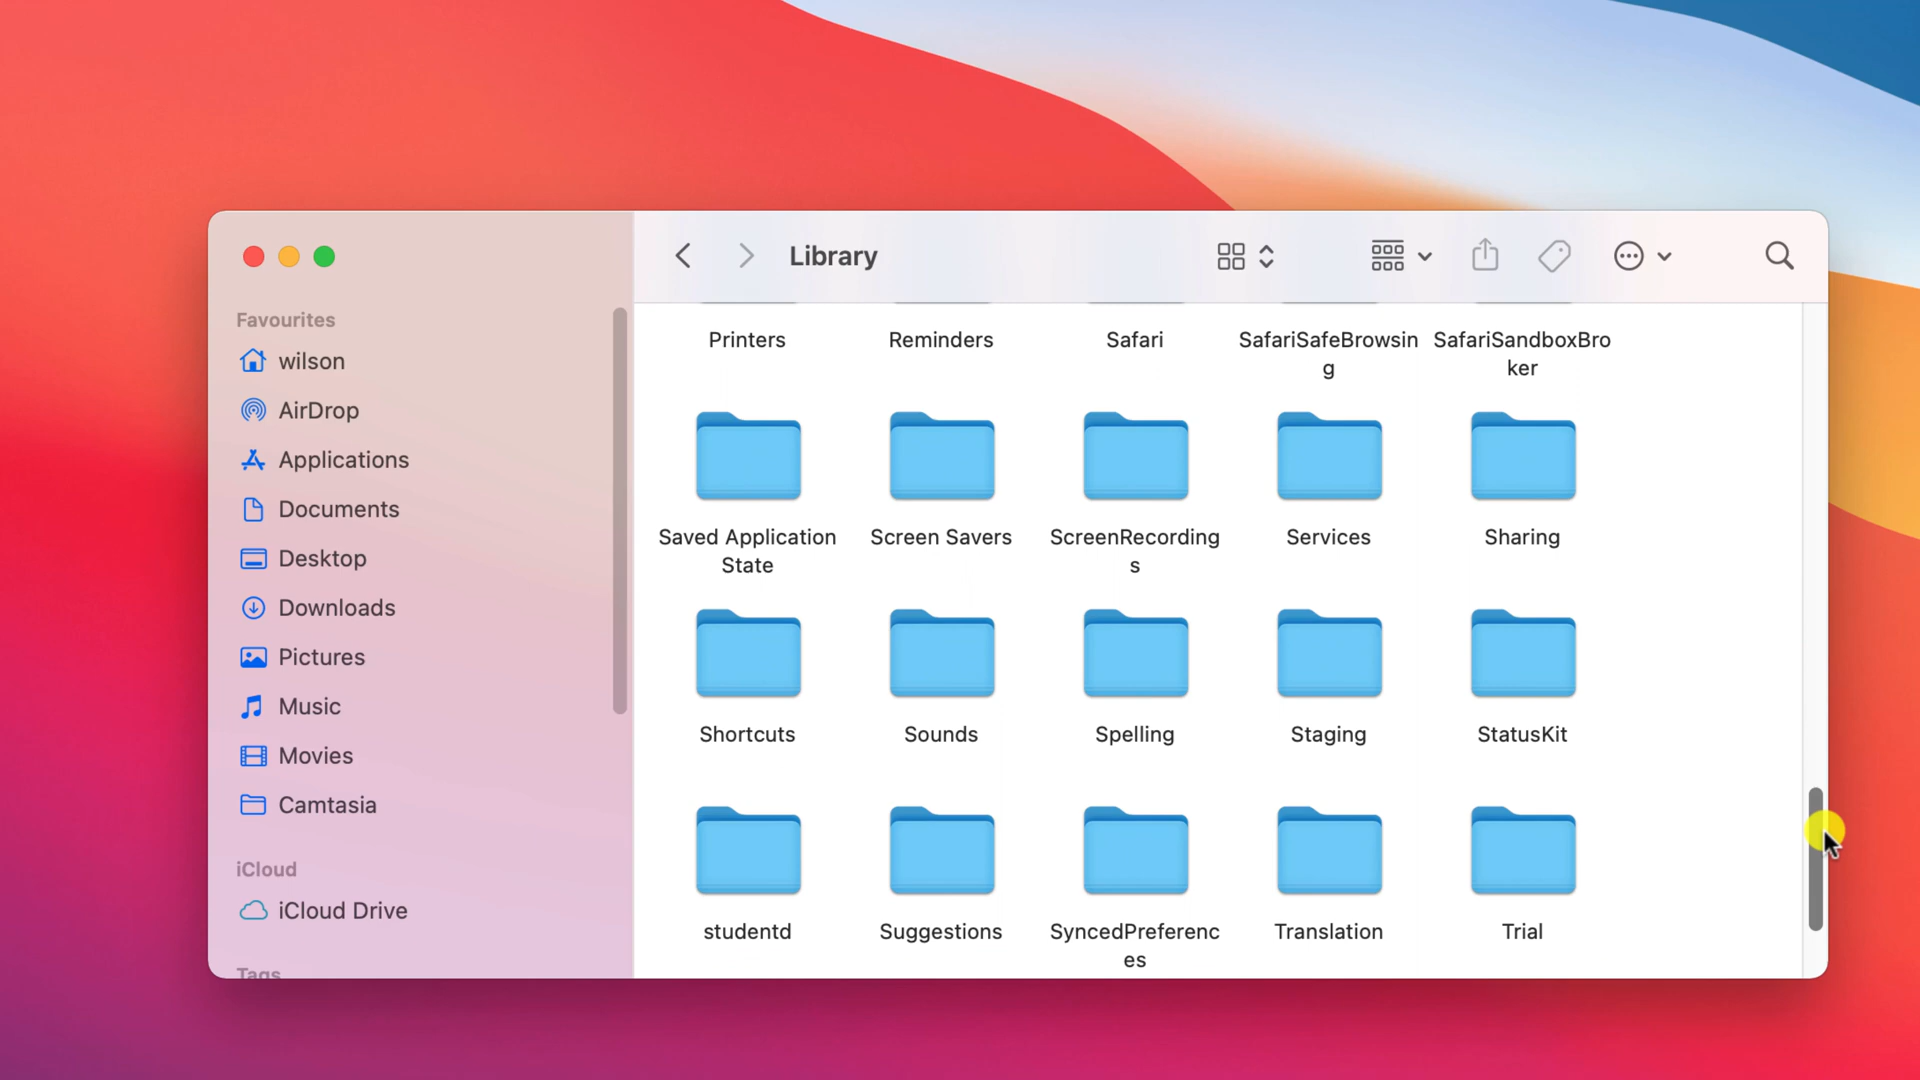 Library
Favourites
wilson
AirDrop
Applications
Documents
Desktop
Downloads
Pictures
Music
Movies
Camtasia
iCloud
iCloud Drive
Tags
Printers
Reminders
Safari
SafariSafeBrowsin
g
SafariSandboxBro
ker
Saved Application
State
Screen Savers
ScreenRecording
s
Services
Sharing
Shortcuts
Sounds
Spelling
Staging
StatusKit
studentd
Suggestions
SyncedPreferenc
es
Translation
Trial